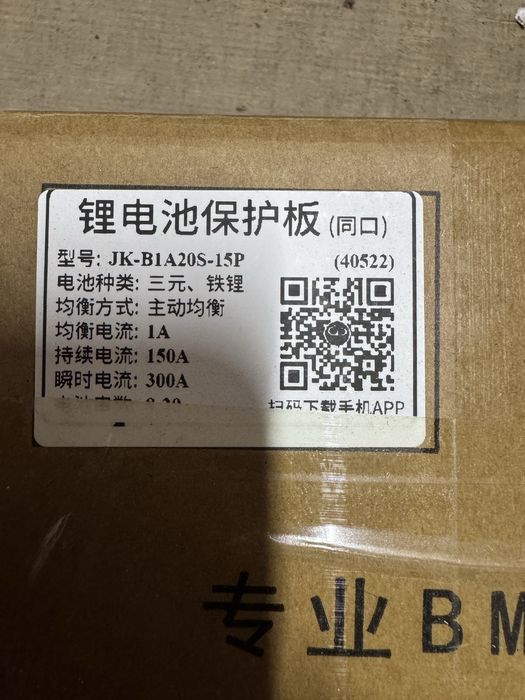 锂电池保护板(同口)
型号: JK-B1A20S-15P (40522)
电池种类: 三元、铁锂
均衡方式: 主动均衡
均衡电流: 1A
持续电流: 150A
瞬时电流: 300A
扫码下载手机APP
专业BM